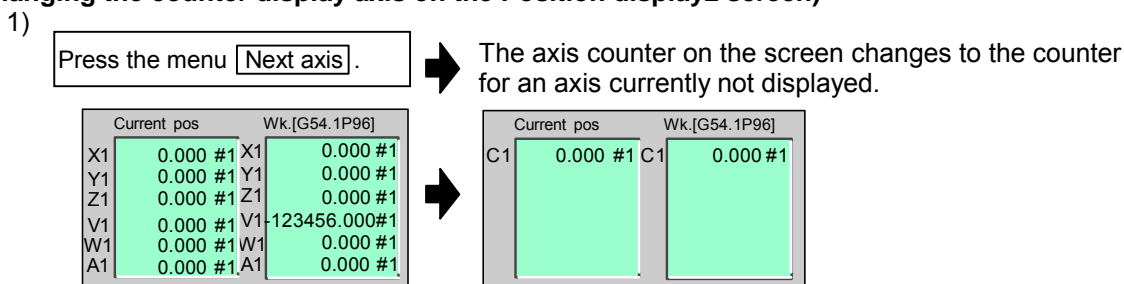 anging the counter display axis on the Position display2 screen)
1)
Press the menu Next axis .
The axis counter on the screen changes to the counter
for an axis currently not displayed.
Current pos Wk.[G54.1P96]
X1 0.000 #1 X1 0.000 #1
Y1 0.000 #1 Y1 0.000 #1
Z1 0.000 #1 Z1 0.000 #1
V1 0.000 #1 V1 -123456.000#1
W1 0.000 #1 W1 0.000 #1
A1 0.000 #1 A1 0.000 #1
Current pos Wk.[G54.1P96]
C1 0.000 #1 C1 0.000 #1